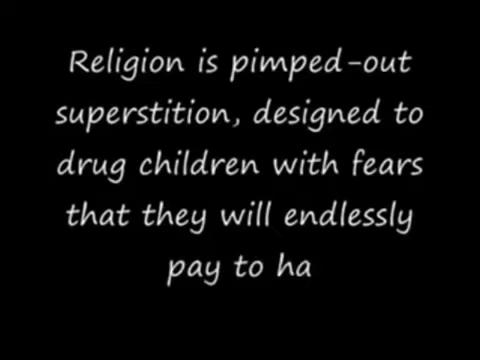 Religion is pimped-out
superstition, designed to
drug children with fears
that they will endlessly
pay to ha